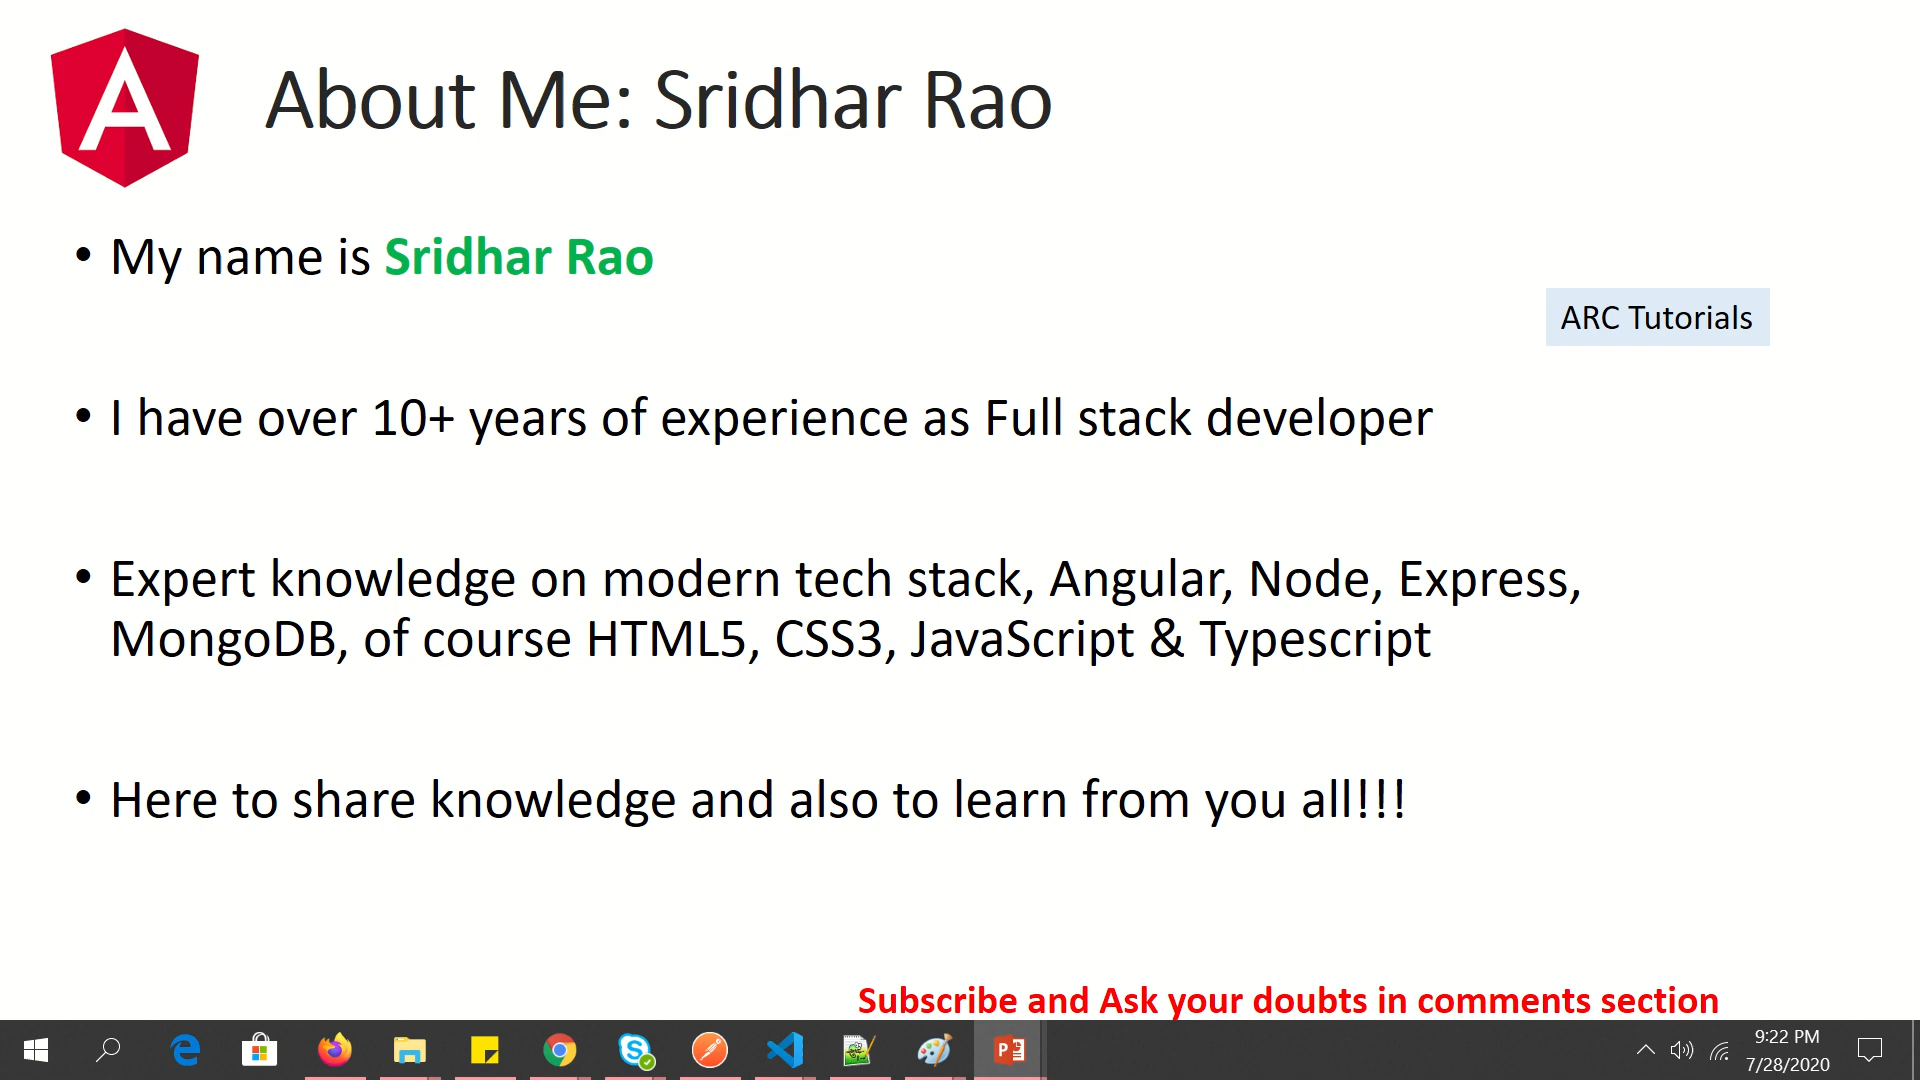 About Me: Sridhar Rao
• My name is Sridhar Rao
ARC Tutorials
• I have over 10+ years of experience as Full stack developer
• Expert knowledge on modern tech stack, Angular, Node, Express,
MongoDB, of course HTML5, CSS3, JavaScript & Typescript
• Here to share knowledge and also to learn from you all!!!
Subscribe and Ask your doubts in comments section
9:22 PM
7/28/2020